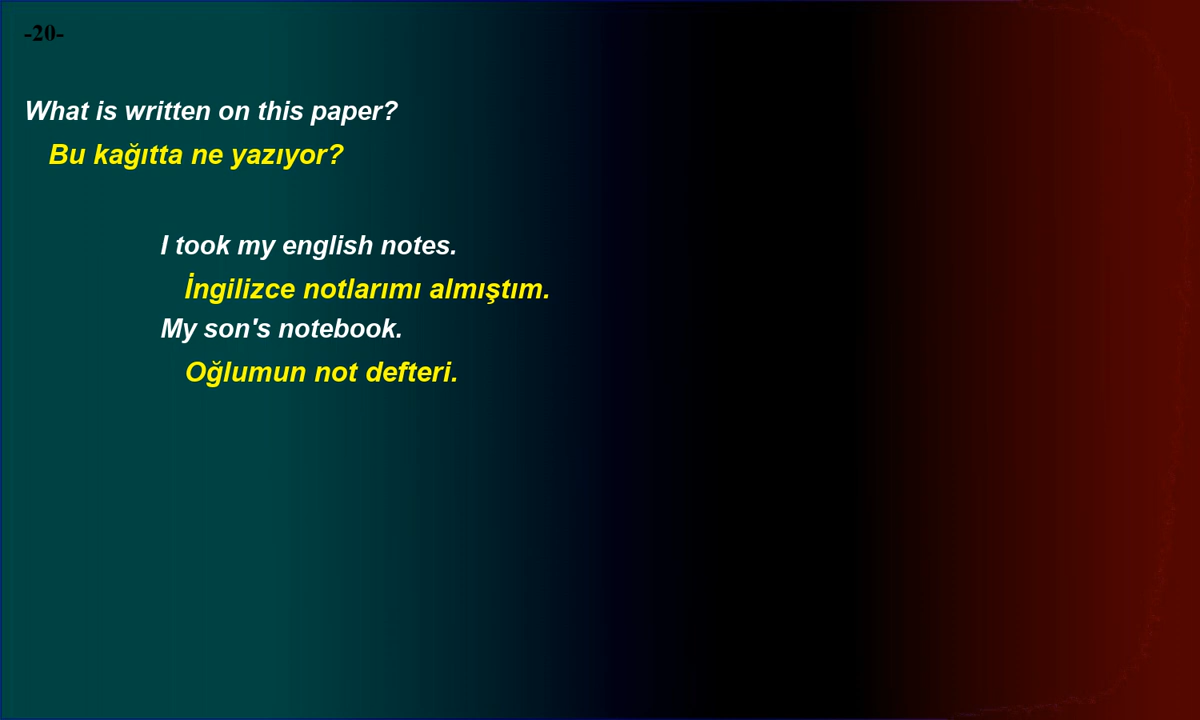 -20-
What is written on this paper?
Bu kağıtta ne yazıyor?
I took my english notes.
İngilizce notlarımı almıştım.
My son's notebook.
Oğlumun not defteri.